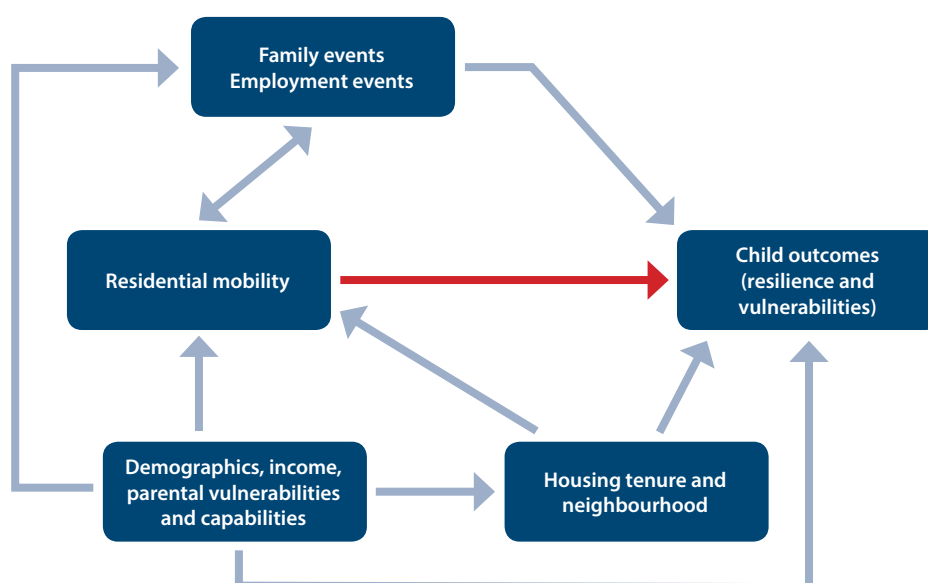 Family events
Employment events
Residential mobility
Child outcomes
(resilience and
vulnerabilities)
Demographics, income,
parental vulnerabilities
and capabilities
Housing tenure and
neighbourhood